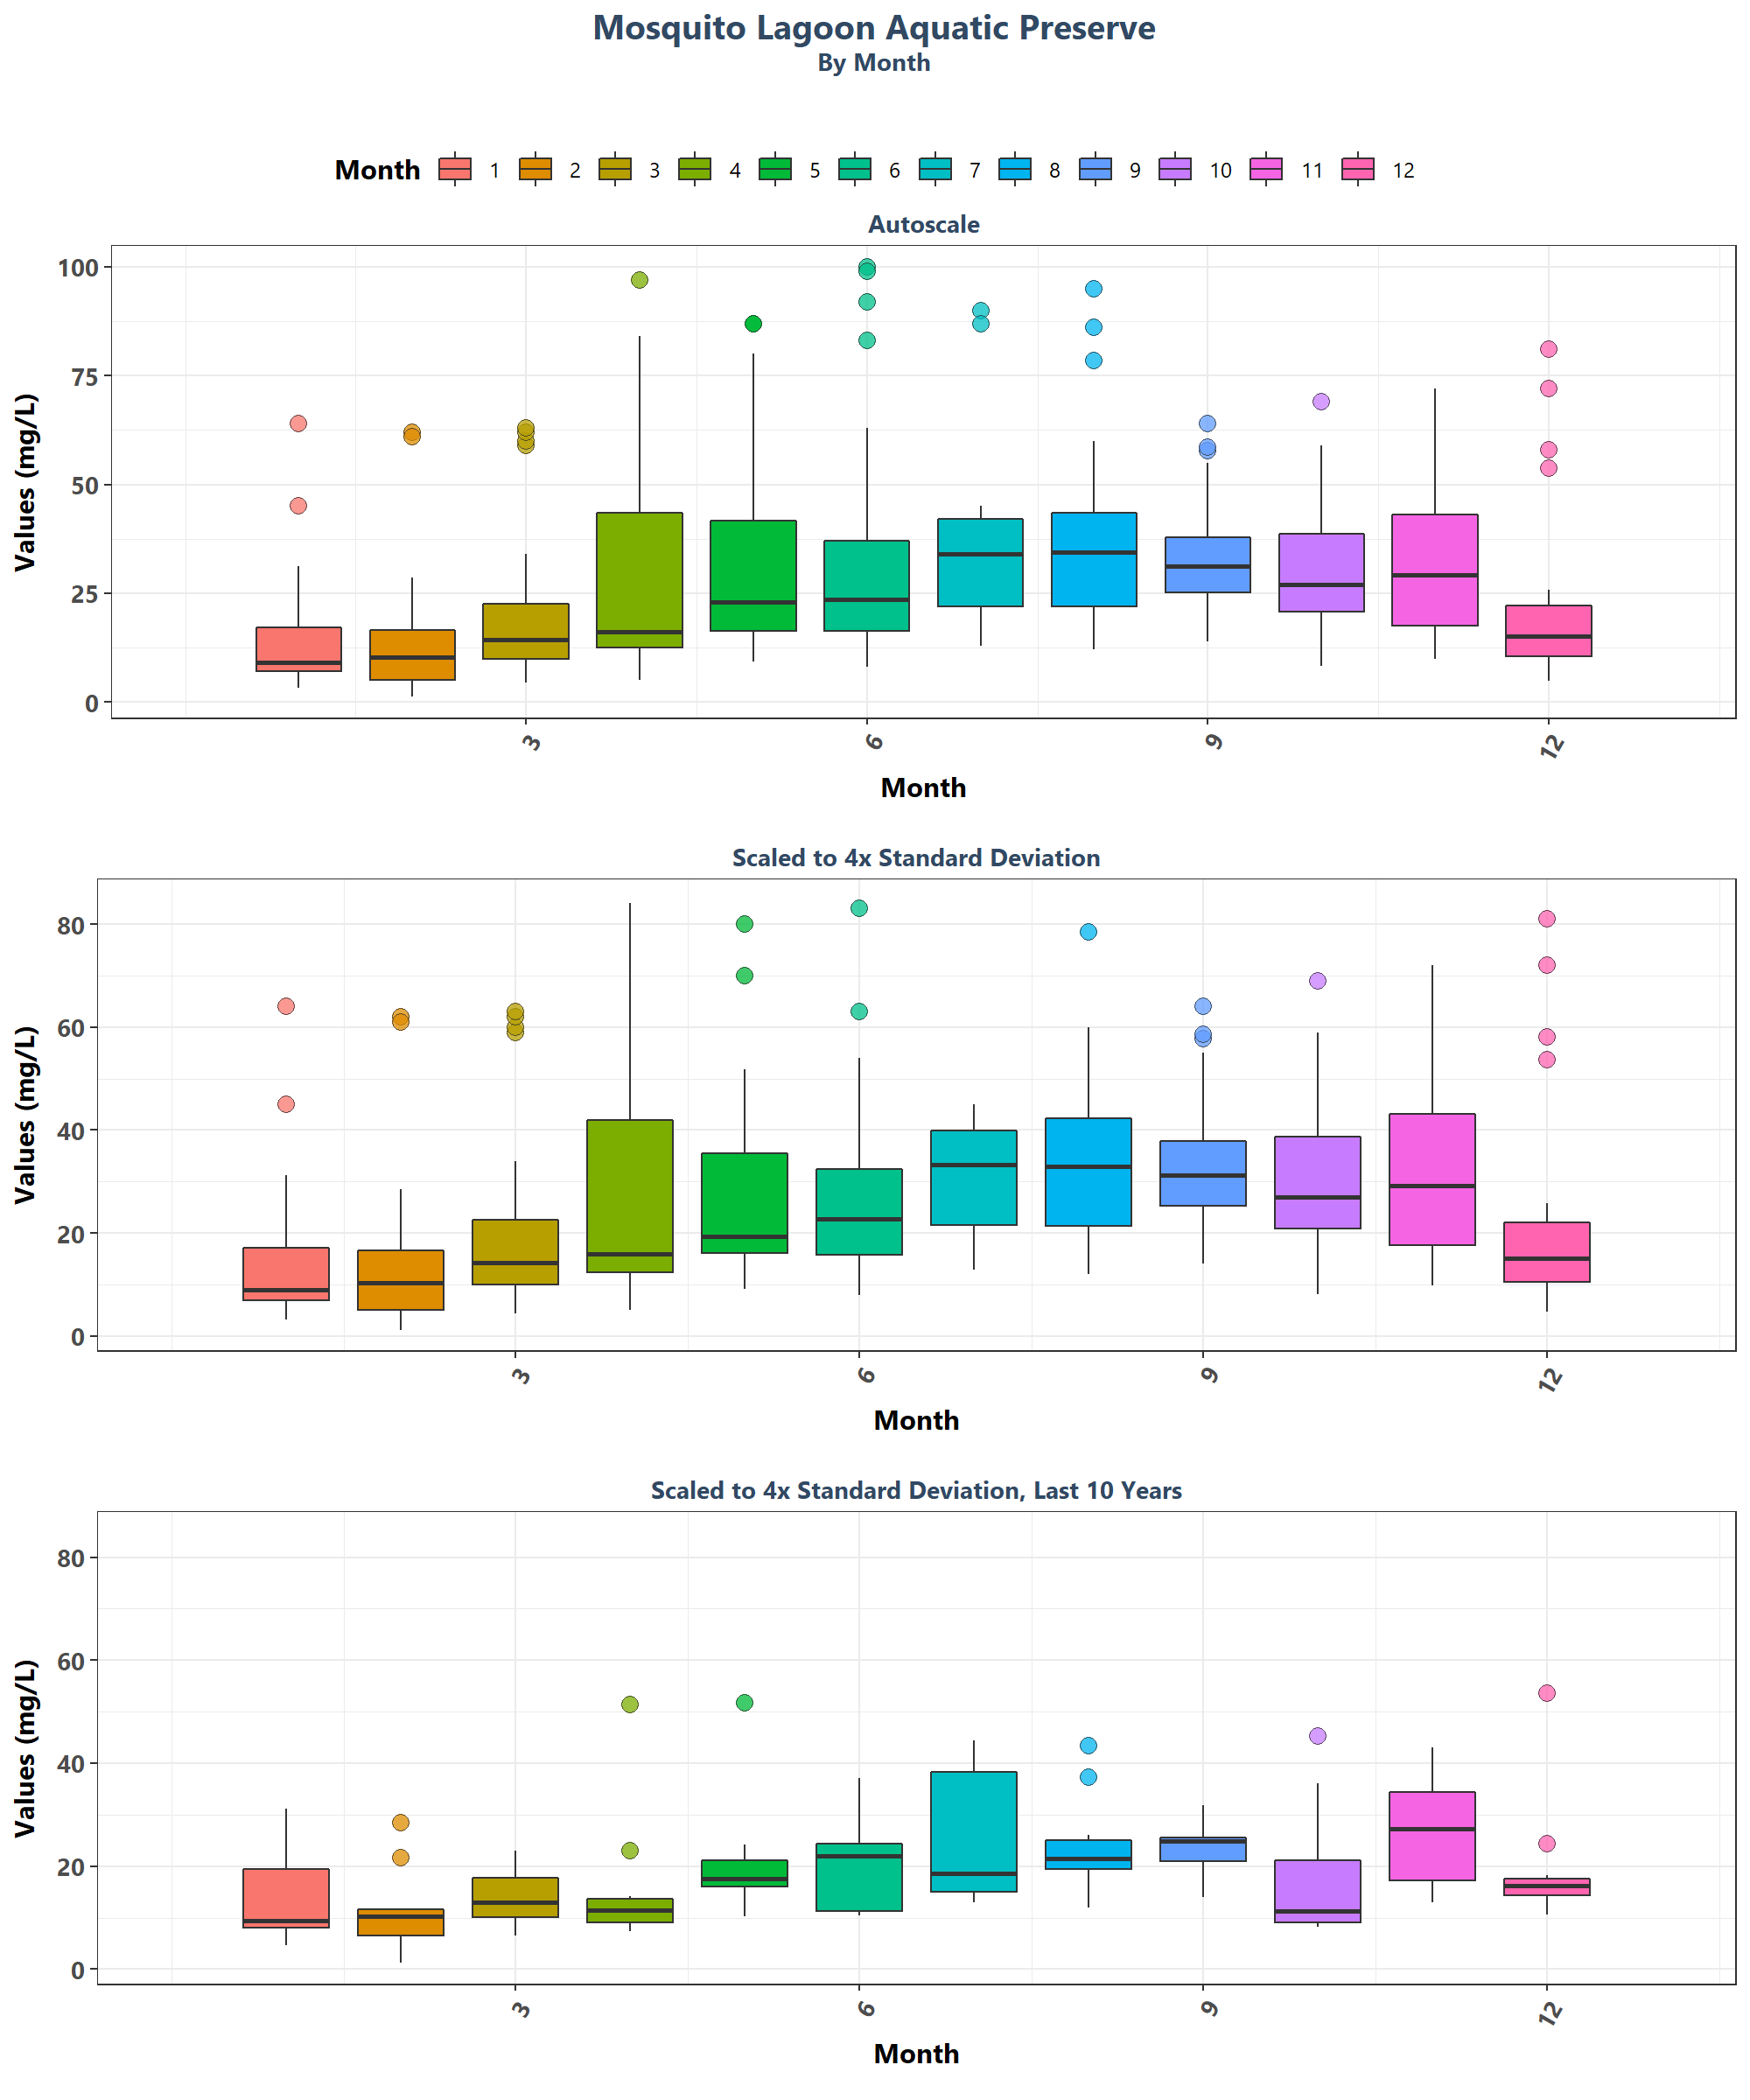 Mosquito Lagoon Aquatic Preserve
By Month
Month 1 2 3 4 5 6 7 8 9 10 11 12
Autoscale
100
75
50
25
0
Values (mg/L)
3 6 9 12
Month
Scaled to 4x Standard Deviation
80
60
40
20
0
Values (mg/L)
3 6 9 12
Month
Scaled to 4x Standard Deviation, Last 10 Years
80
60
40
20
0
Values (mg/L)
3 6 9 12
Month